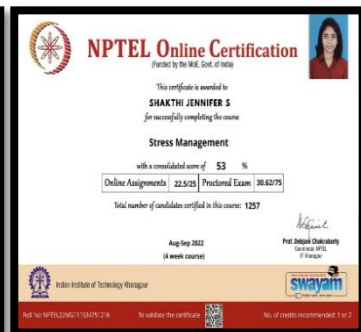 NPTEL Online Certification
(Funded by the MoE, Govt. of India)
This certificate is awarded to
SHAKTHI JENNIFER S
for successfully completing the course
Stress Management
with a consolidated score of 53 %
Online Assignments 22.5/25 Proctored Exam 30.62/75
Total number of candidates certified in this course: 1257
Aug-Sep 2022
(4 week course)
Prof. Debjani Chakraborty
Coordinator, NPTEL
IIT Kharagpur
Indian Institute of Technology Kharagpur
swayam
Roll No: NPTEL22MG111S34751216 To validate the certificate No. of credits recommended: 1 or 2